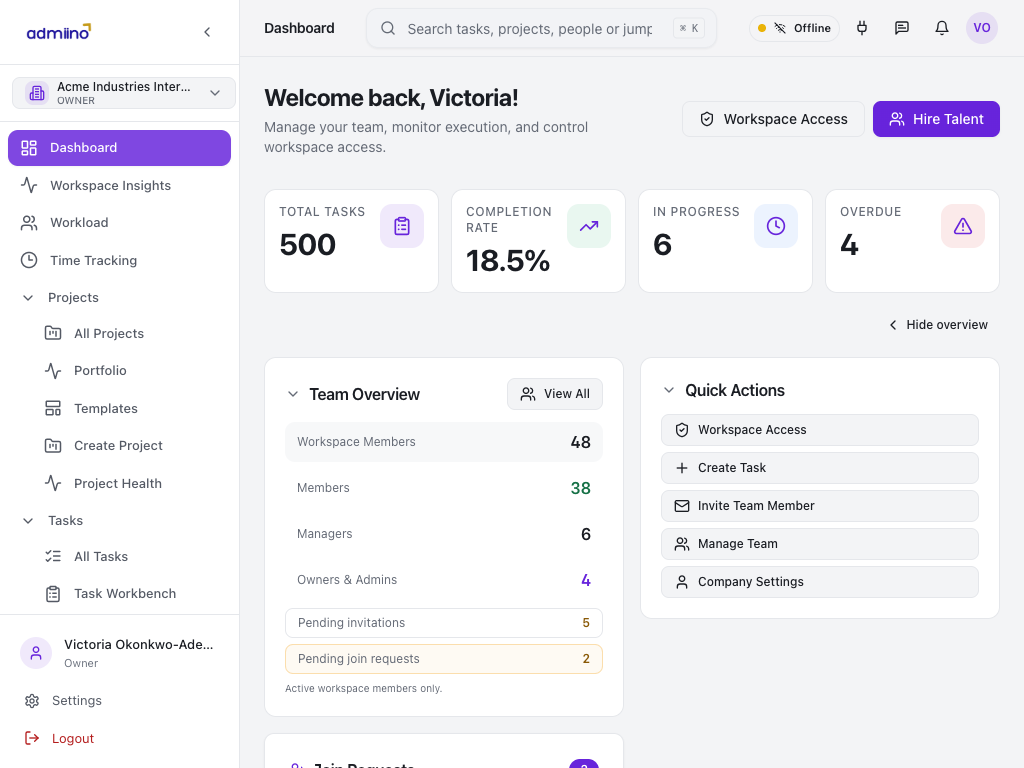 admiino
Acme Industries Inter...
OWNER
Dashboard
Workspace Insights
Workload
Time Tracking
Projects
All Projects
Portfolio
Templates
Create Project
Project Health
Tasks
All Tasks
Task Workbench
Victoria Okonkwo-Ade...
Owner
Settings
Logout
Dashboard
Search tasks, projects, people or jump
⌘ K
Offline
VO
Welcome back, Victoria!
Manage your team, monitor execution, and control
workspace access.
Workspace Access
Hire Talent
TOTAL TASKS
500
COMPLETION
RATE
18.5%
IN PROGRESS
6
OVERDUE
4
Hide overview
Team Overview
View All
Workspace Members 48
Members 38
Managers 6
Owners & Admins 4
Pending invitations 5
Pending join requests 2
Active workspace members only.
Quick Actions
Workspace Access
Create Task
Invite Team Member
Manage Team
Company Settings
Join Requests